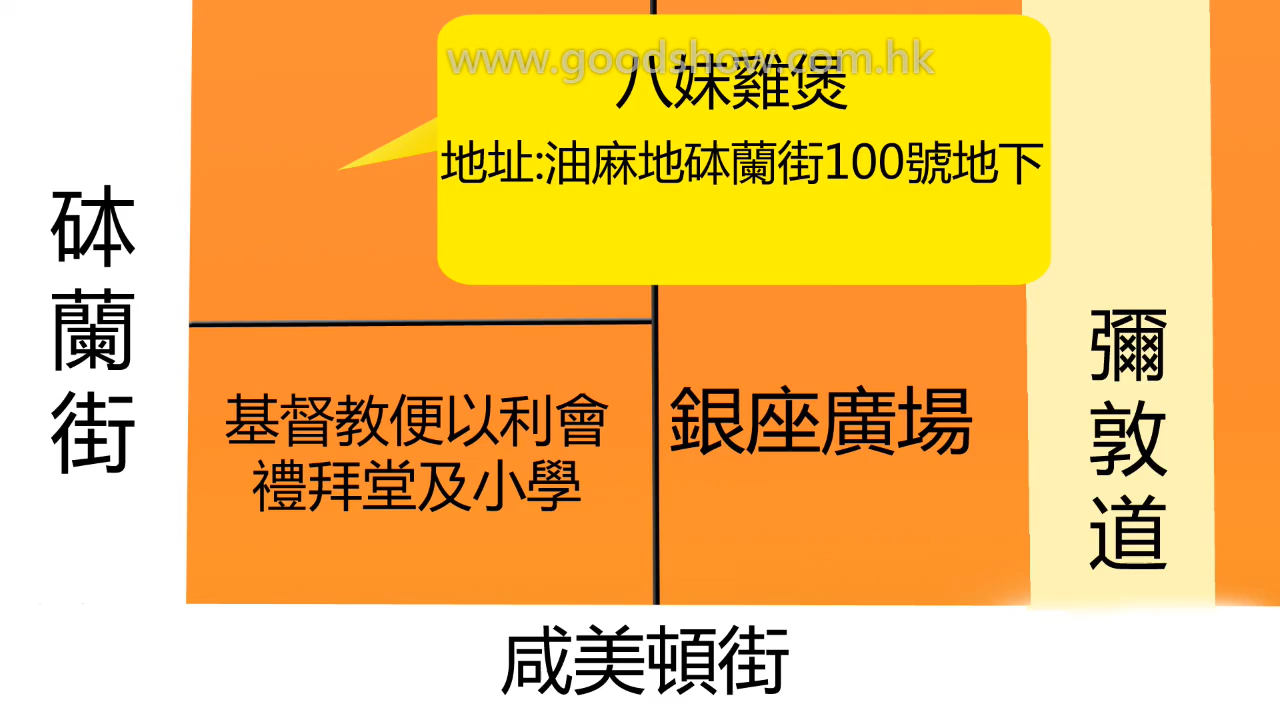 www.goodshow.com.hk
八妹雞煲
地址:油麻地砵蘭街100號地下
砵蘭街
彌敦道
基督教便以利會
禮拜堂及小學
銀座廣場
咸美頓街